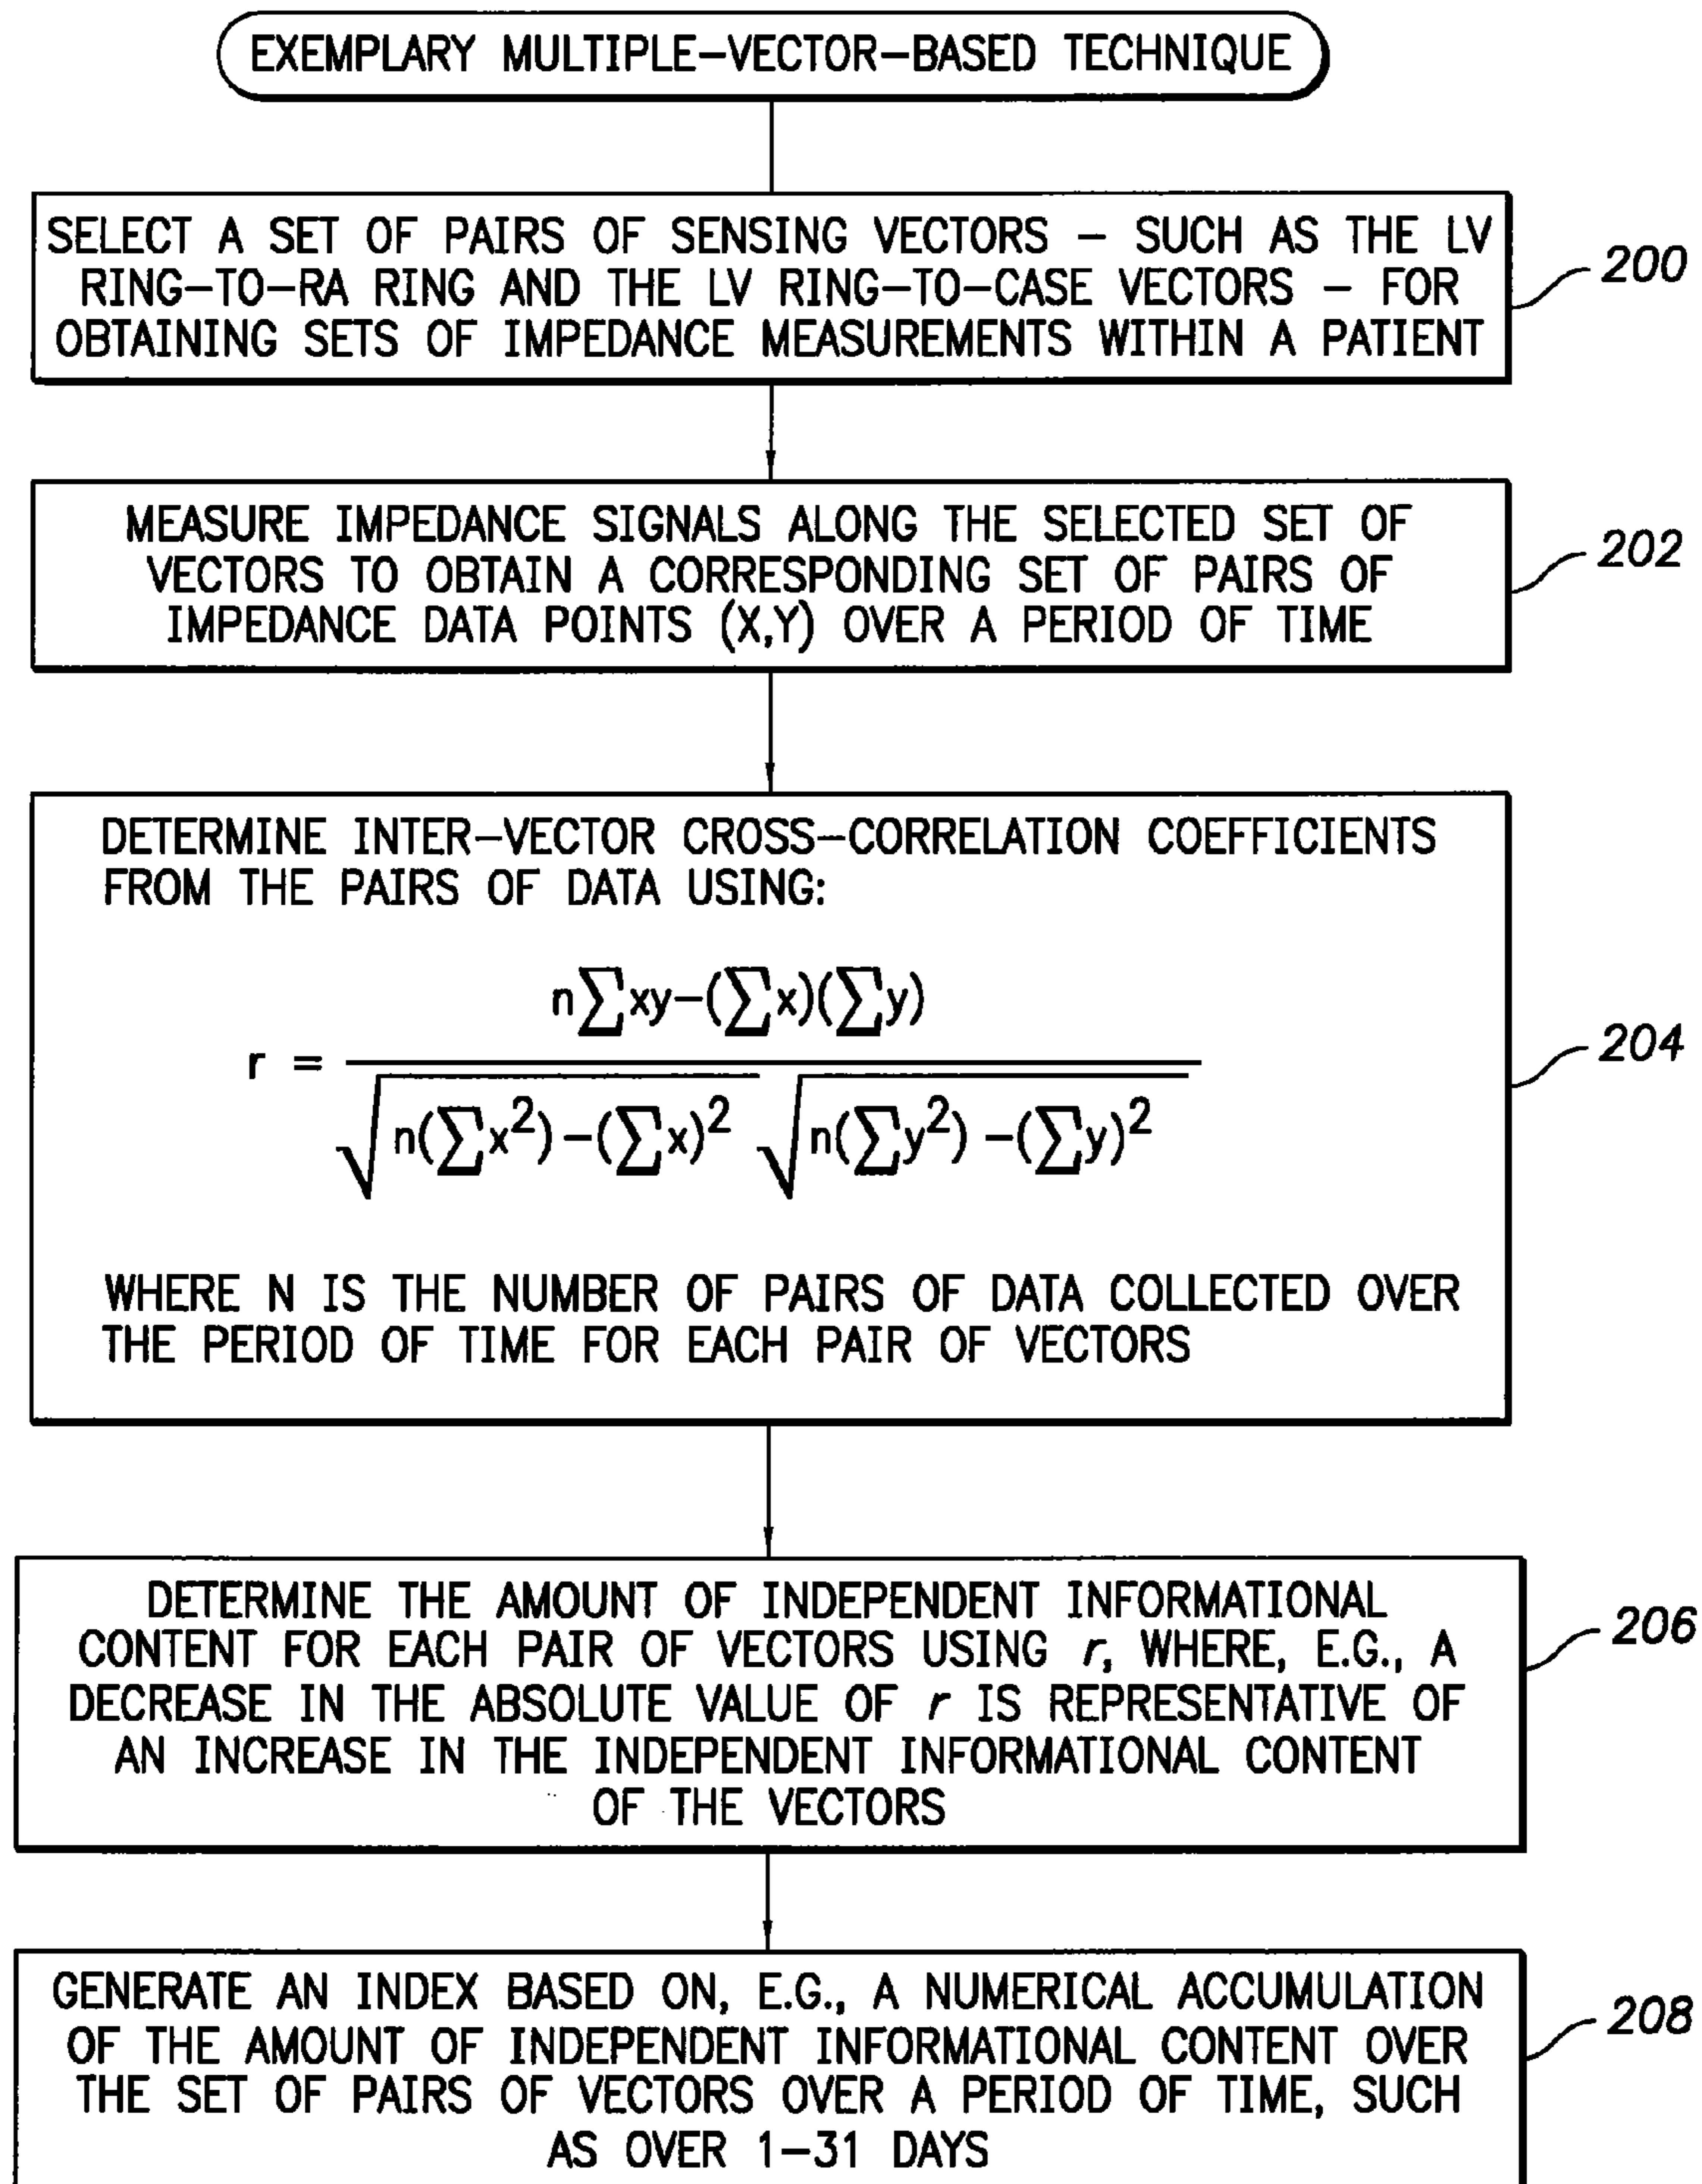 EXEMPLARY MULTIPLE-VECTOR-BASED TECHNIQUE
SELECT A SET OF PAIRS OF SENSING VECTORS - SUCH AS THE LV
RING-TO-RA RING AND THE LV RING-TO-CASE VECTORS - FOR
OBTAINING SETS OF IMPEDANCE MEASUREMENTS WITHIN A PATIENT
200
MEASURE IMPEDANCE SIGNALS ALONG THE SELECTED SET OF
VECTORS TO OBTAIN A CORRESPONDING SET OF PAIRS OF
IMPEDANCE DATA POINTS (X,Y) OVER A PERIOD OF TIME
202
DETERMINE INTER-VECTOR CROSS-CORRELATION COEFFICIENTS
FROM THE PAIRS OF DATA USING:
n∑xy-(∑x)(∑y)
r =
√n(∑x²)-(∑x)² √n(∑y²)-(∑y)²
WHERE N IS THE NUMBER OF PAIRS OF DATA COLLECTED OVER
THE PERIOD OF TIME FOR EACH PAIR OF VECTORS
204
DETERMINE THE AMOUNT OF INDEPENDENT INFORMATIONAL
CONTENT FOR EACH PAIR OF VECTORS USING r, WHERE, E.G., A
DECREASE IN THE ABSOLUTE VALUE OF r IS REPRESENTATIVE OF
AN INCREASE IN THE INDEPENDENT INFORMATIONAL CONTENT
OF THE VECTORS
206
GENERATE AN INDEX BASED ON, E.G., A NUMERICAL ACCUMULATION
OF THE AMOUNT OF INDEPENDENT INFORMATIONAL CONTENT OVER
THE SET OF PAIRS OF VECTORS OVER A PERIOD OF TIME, SUCH
AS OVER 1-31 DAYS
208